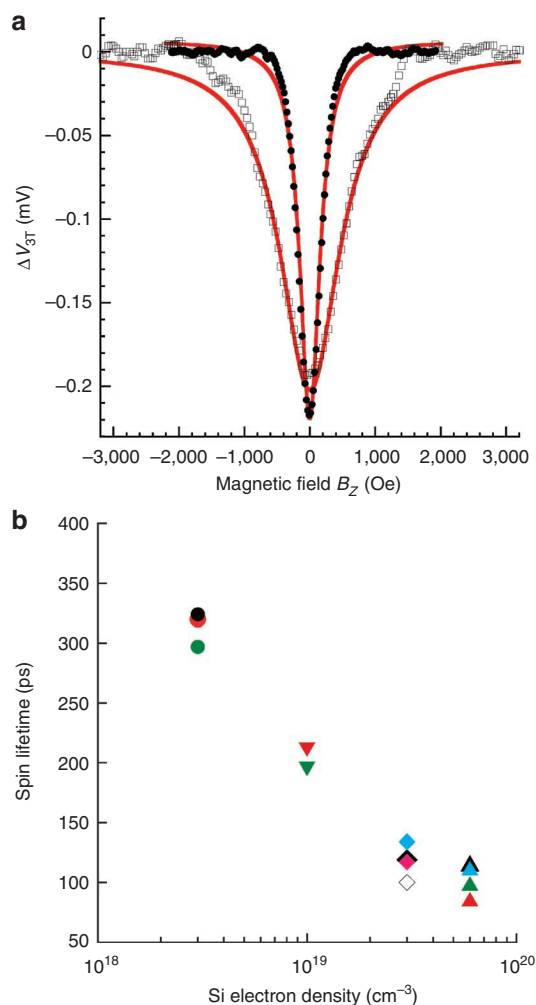 a
0
−0.05
−0.1
−0.15
−0.2
ΔV3T (mV)
−3,000 −2,000 −1,000 0 1,000 2,000 3,000
Magnetic field BZ (Oe)
b
400
350
300
250
200
150
100
50
Spin lifetime (ps)
10^18 10^19 10^20
Si electron density (cm^−3)